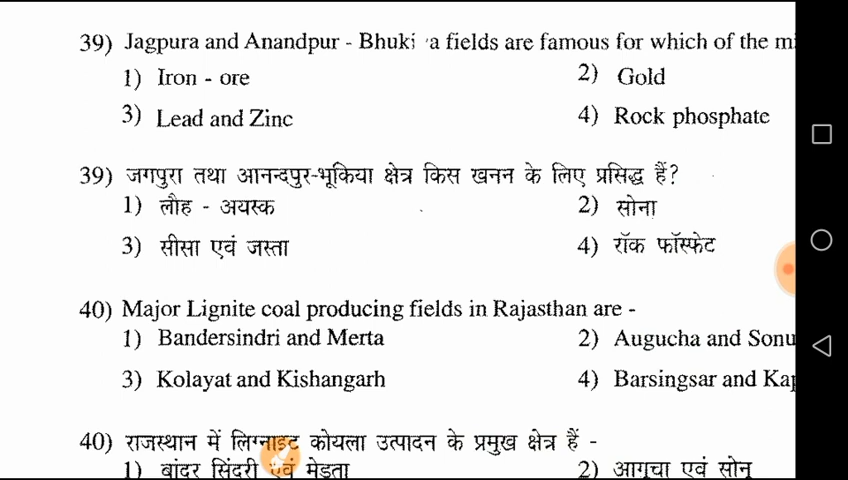 39) Jagpura and Anandpur - Bhuki a fields are famous for which of the
1) Iron - ore 2) Gold
3) Lead and Zinc 4) Rock phosphate
39) जगपुरा तथा आनन्दपुर-भूकिया क्षेत्र किस खनन के लिए प्रसिद्ध हैं?
1) लौह - अयस्क 2) सोना
3) सीसा एवं जस्ता 4) रॉक फॉस्फेट
40) Major Lignite coal producing fields in Rajasthan are -
1) Bandersindri and Merta 2) Augucha and Sonu
3) Kolayat and Kishangarh 4) Barsingsar and
40) राजस्थान में लिग्नाइट कोयला उत्पादन के प्रमुख क्षेत्र हैं -
1) बांदर सिंदरी एवं मेड़ता 2) आगूचा एवं सोनू